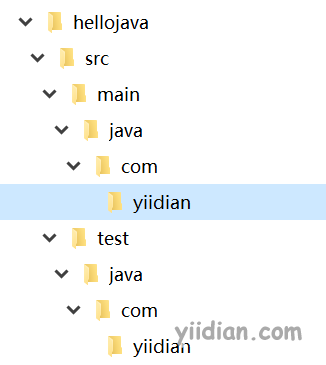 hellojava
src
main
java
com
yiidian
test
java
com
yiidian
yiidian.com